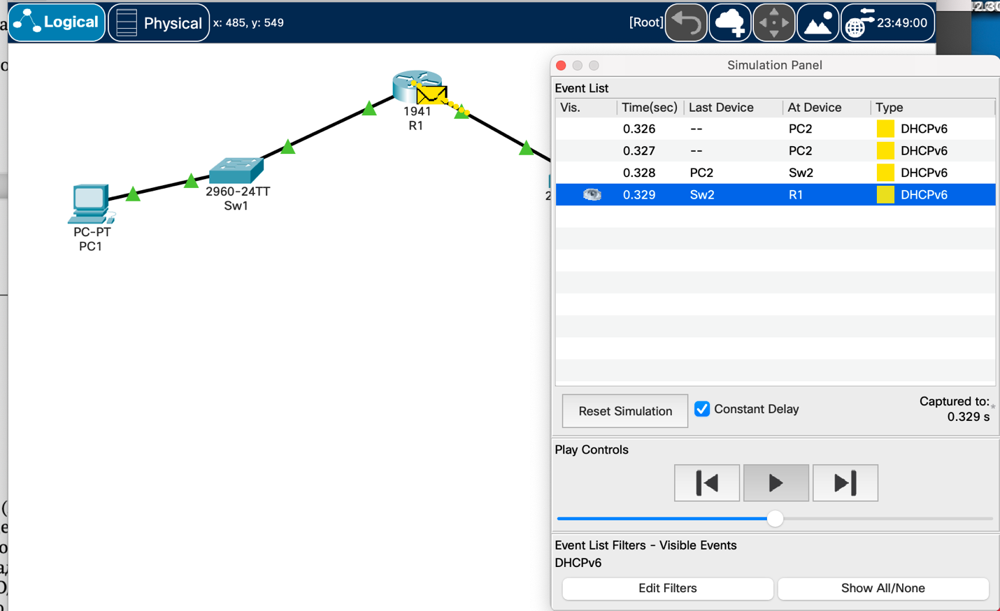 Logical
Physical
x: 485, y: 549
[Root]
23:49:00
1941
R1
2960-24TT
Sw1
PC-PT
PC1
2
Simulation Panel
Event List
Vis. Time(sec) Last Device At Device Type
0.326 -- PC2 DHCPv6
0.327 -- PC2 DHCPv6
0.328 PC2 Sw2 DHCPv6
0.329 Sw2 R1 DHCPv6
Reset Simulation
Constant Delay
Captured to:
*
0.329 s
Play Controls
Event List Filters - Visible Events
DHCPv6
Edit Filters
Show All/None